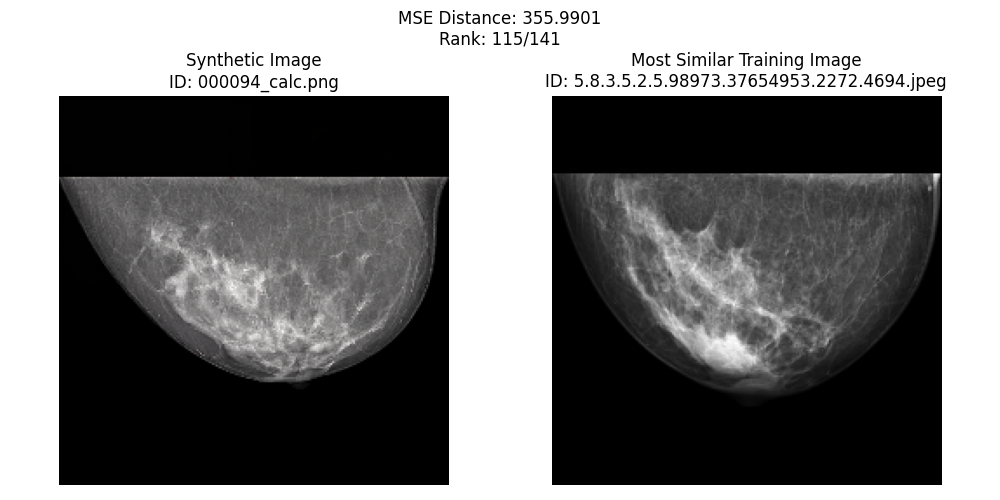 MSE Distance: 355.9901
Rank: 115/141
Synthetic Image
ID: 000094_calc.png
Most Similar Training Image
ID: 5.8.3.5.2.5.98973.37654953.2272.4694.jpeg